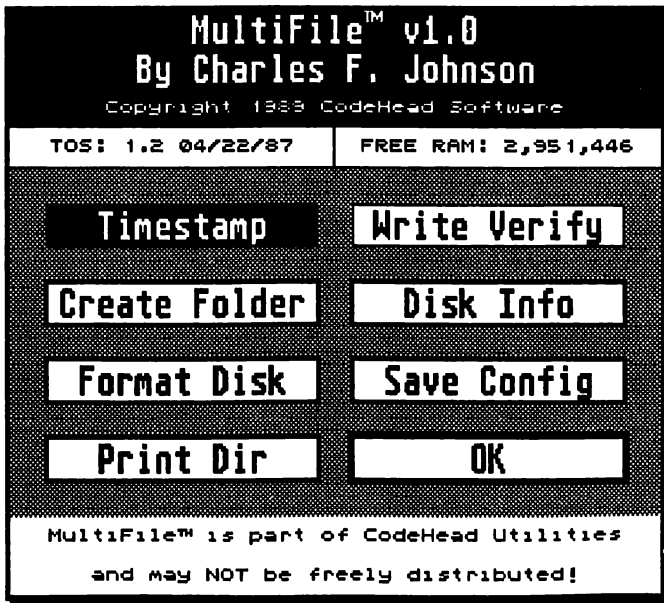 MultiFile™ v1.0
By Charles F. Johnson
Copyright 1989 CodeHead Software
TOS: 1.2 04/22/87
FREE RAM: 2,951,446
Timestamp
Write Verify
Create Folder
Disk Info
Format Disk
Save Config
Print Dir
OK
MultiFile™ is part of CodeHead Utilities
and may NOT be freely distributed!